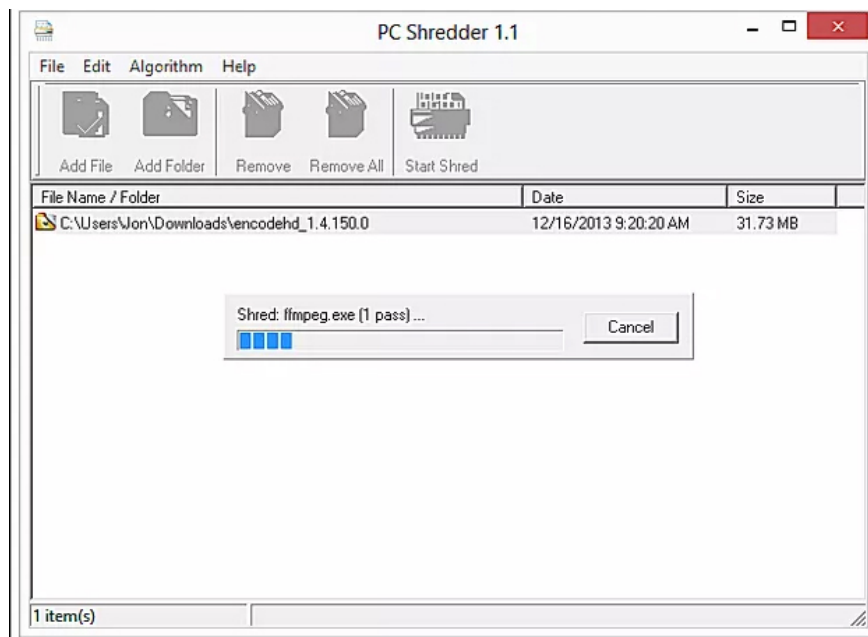 PC Shredder 1.1
File Edit Algorithm Help
Add File Add Folder Remove Remove All Start Shred
File Name / Folder Date Size
C:\Users\Jon\Downloads\encodehd_1.4.150.0 12/16/2013 9:20:20 AM 31.73 MB
Shred: ffmpeg.exe (1 pass) ...
Cancel
1 item(s)